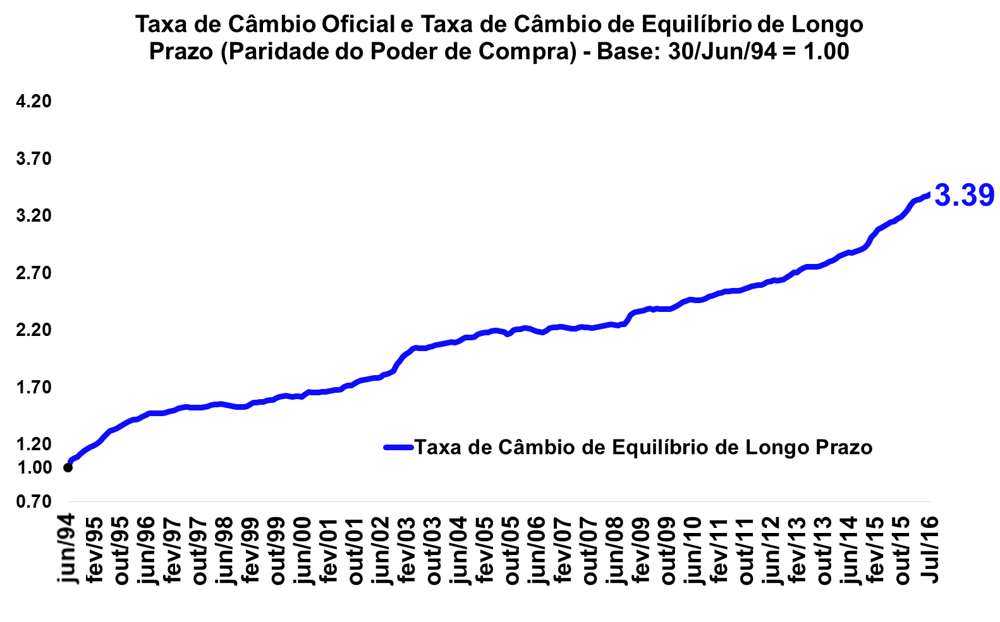 Taxa de Câmbio Oficial e Taxa de Câmbio de Equilíbrio de Longo
Prazo (Paridade do Poder de Compra) - Base: 30/Jun/94 = 1.00
4.20
3.70
3.39
3.20
2.70
2.20
1.70
1.20
Taxa de Câmbio de Equilíbrio de Longo Prazo
1.00
0.70
jun/94
fev/95
out/95
jun/96
fev/97
out/97
jun/98
fev/99
out/99
jun/00
fev/01
out/01
jun/02
fev/03
out/03
jun/04
fev/05
out/05
jun/06
fev/07
out/07
jun/08
fev/09
out/09
jun/10
fev/11
out/11
jun/12
fev/13
out/13
jun/14
fev/15
out/15
Jul/16